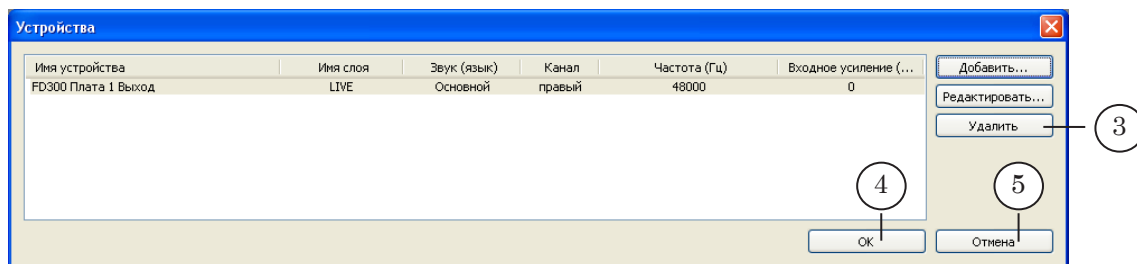 Устройства
Имя устройства Имя слоя Звук (язык) Канал Частота (Гц) Входное усиление (... Добавить...
FD300 Плата 1 Выход LIVE Основной правый 48000 0
Редактировать...
Удалить 3
4 5
OK Отмена